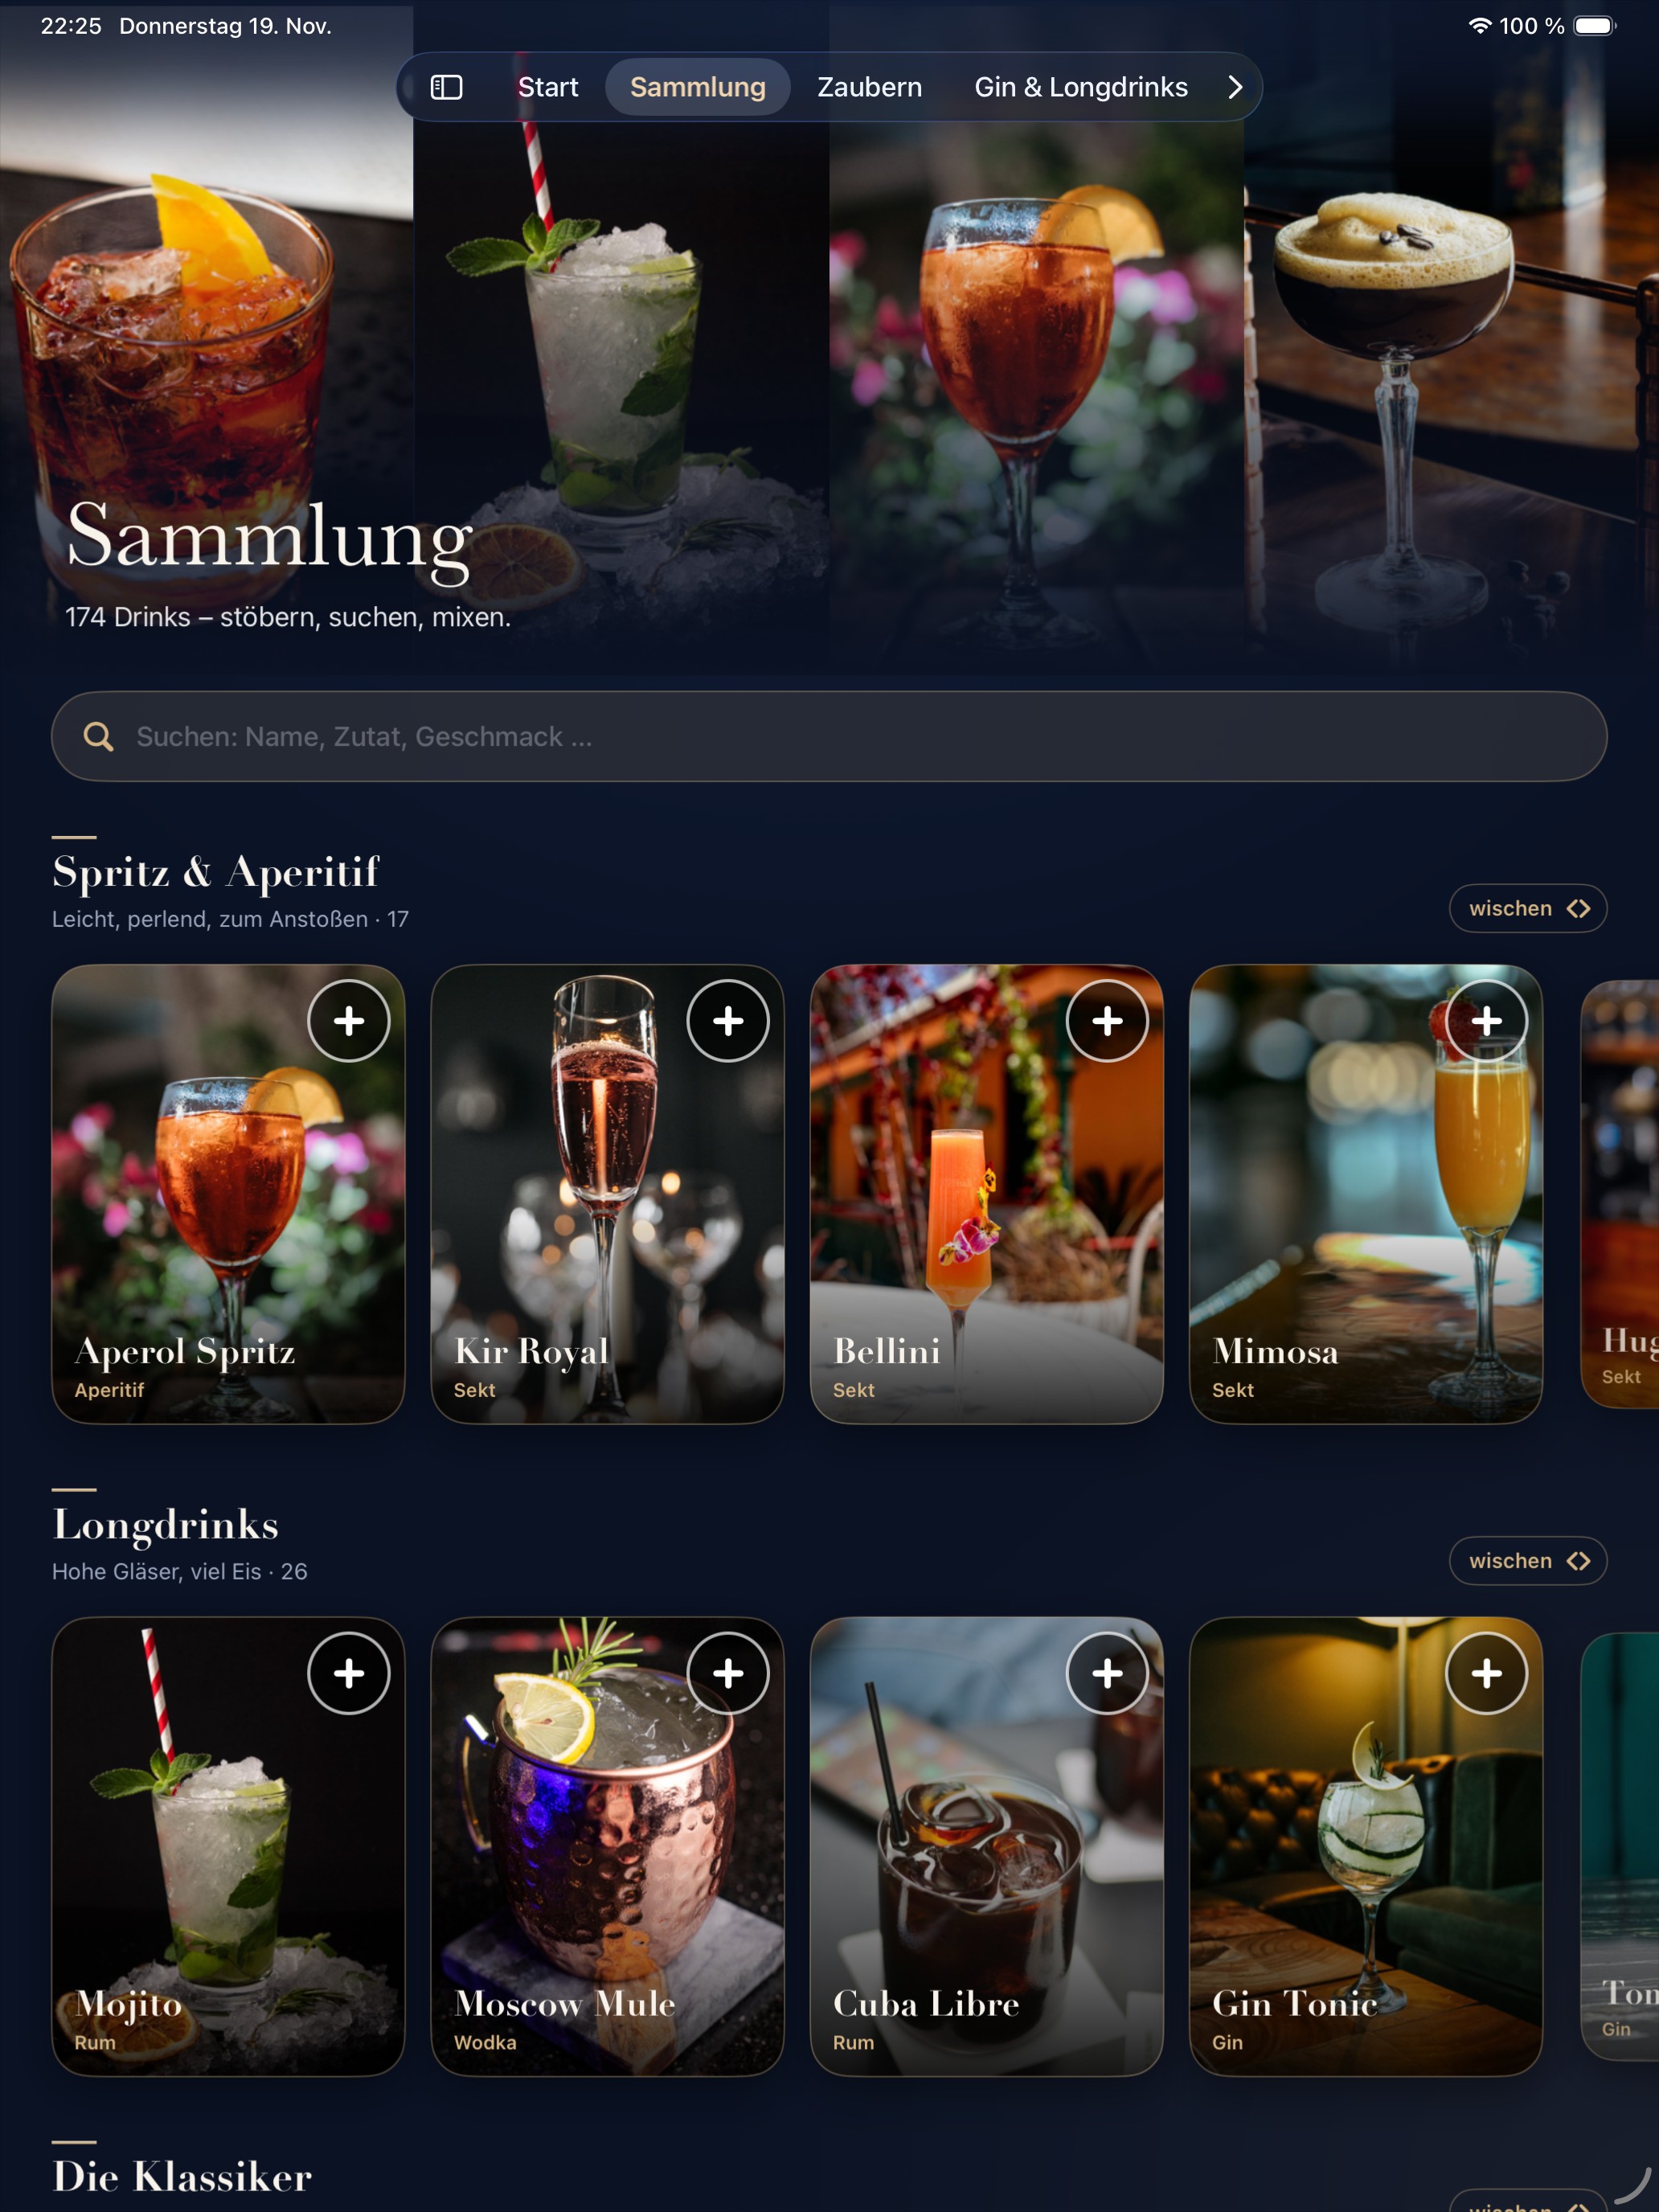 22:25 Donnerstag 19. Nov.
100 %
Start Sammlung Zaubern Gin & Longdrinks
Sammlung
174 Drinks – stöbern, suchen, mixen.
Suchen: Name, Zutat, Geschmack ...
Spritz & Aperitif
Leicht, perlend, zum Anstoßen · 17
wischen
Aperol Spritz
Aperitif
Kir Royal
Sekt
Bellini
Sekt
Mimosa
Sekt
Hug
Sekt
Longdrinks
Hohe Gläser, viel Eis · 26
wischen
Mojito
Rum
Moscow Mule
Wodka
Cuba Libre
Rum
Gin Tonic
Gin
Tom
Gin
Die Klassiker
wischen